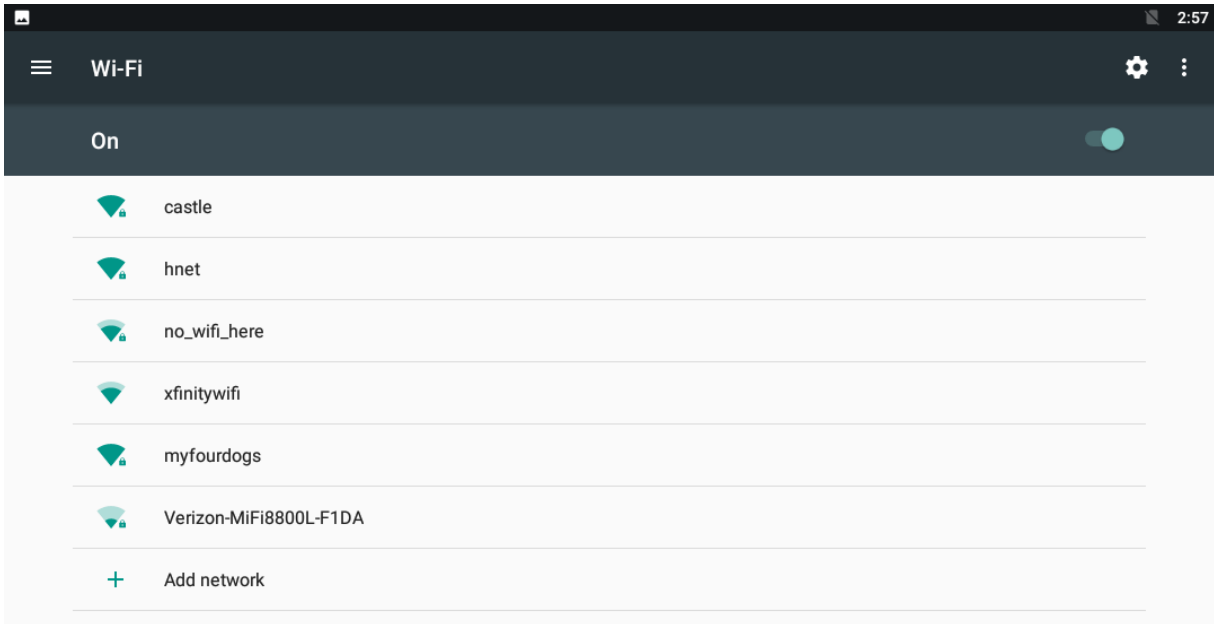 2:57
Wi-Fi
On
castle
hnet
no_wifi_here
xfinitywifi
myfourdogs
Verizon-MiFi8800L-F1DA
Add network